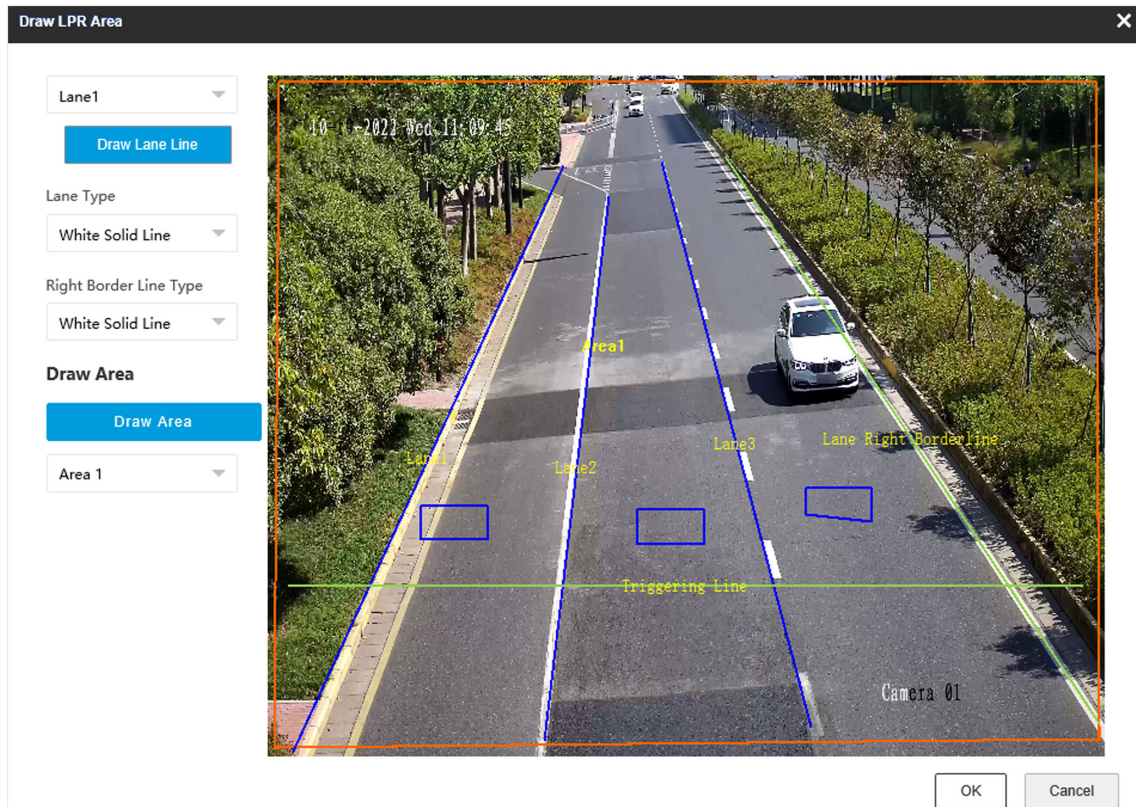 Draw LPR Area
Lane1
Draw Lane Line
Lane Type
White Solid Line
Right Border Line Type
White Solid Line
Draw Area
Draw Area
Area 1
10 -2022 Wed 11:09:45
Area1
Lane1
Lane2
Lane3
Lane Right Borderline
Triggering Line
Camera 01
OK
Cancel